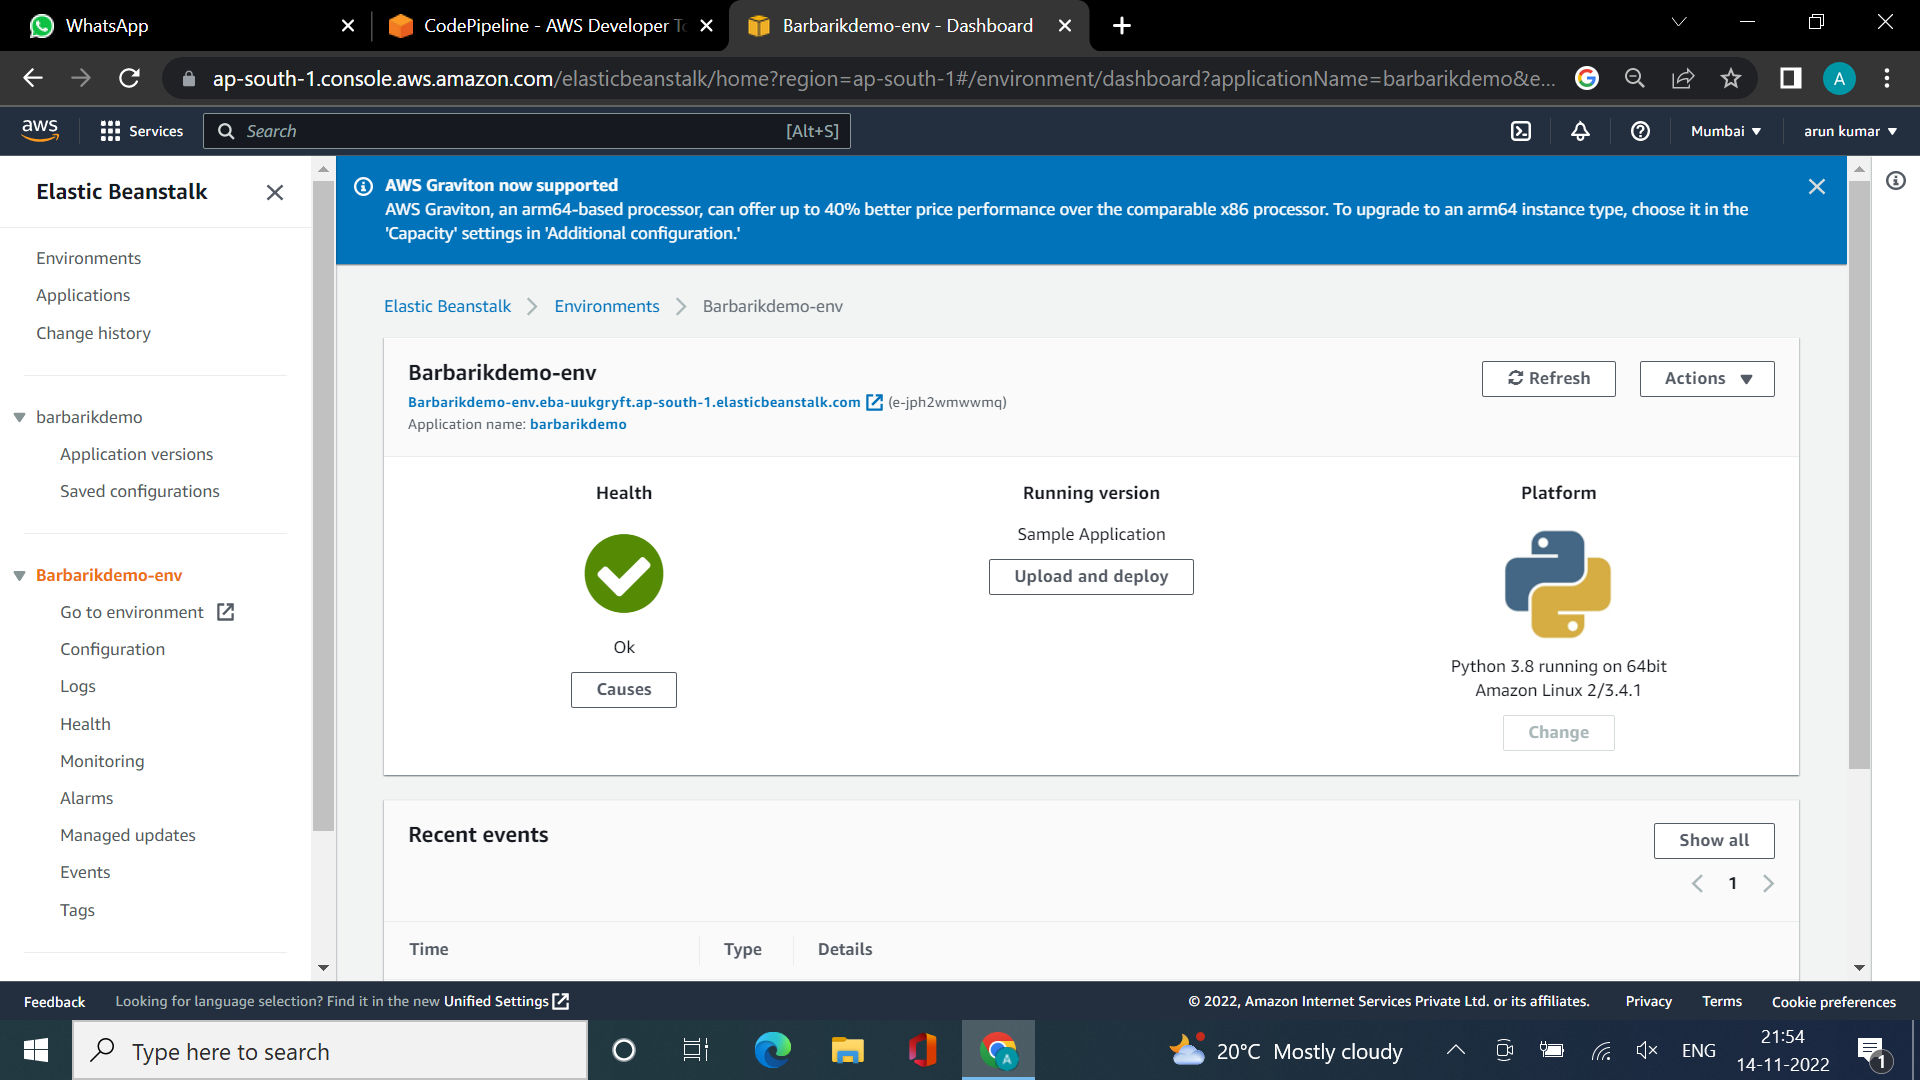 WhatsApp
CodePipeline - AWS Developer To
Barbarikdemo-env - Dashboard
ap-south-1.console.aws.amazon.com/elasticbeanstalk/home?region=ap-south-1#/environment/dashboard?applicationName=barbarikdemo&e...
A
aws
Services
Search
[Alt+S]
Mumbai
arun kumar
Elastic Beanstalk
Environments
Applications
Change history
barbarikdemo
Application versions
Saved configurations
Barbarikdemo-env
Go to environment
Configuration
Logs
Health
Monitoring
Alarms
Managed updates
Events
Tags
AWS Graviton now supported
AWS Graviton, an arm64-based processor, can offer up to 40% better price performance over the comparable x86 processor. To upgrade to an arm64 instance type, choose it in the
'Capacity' settings in 'Additional configuration.'
Elastic Beanstalk
Environments
Barbarikdemo-env
Barbarikdemo-env
Refresh
Actions
Barbarikdemo-env.eba-uukgryft.ap-south-1.elasticbeanstalk.com (e-jph2wmwwmq)
Application name: barbarikdemo
Health
Ok
Causes
Running version
Sample Application
Upload and deploy
Platform
Python 3.8 running on 64bit
Amazon Linux 2/3.4.1
Change
Recent events
Show all
1
Time
Type
Details
Feedback
Looking for language selection? Find it in the new Unified Settings
© 2022, Amazon Internet Services Private Ltd. or its affiliates.
Privacy
Terms
Cookie preferences
Type here to search
A
20°C Mostly cloudy
ENG
21:54
14-11-2022
1